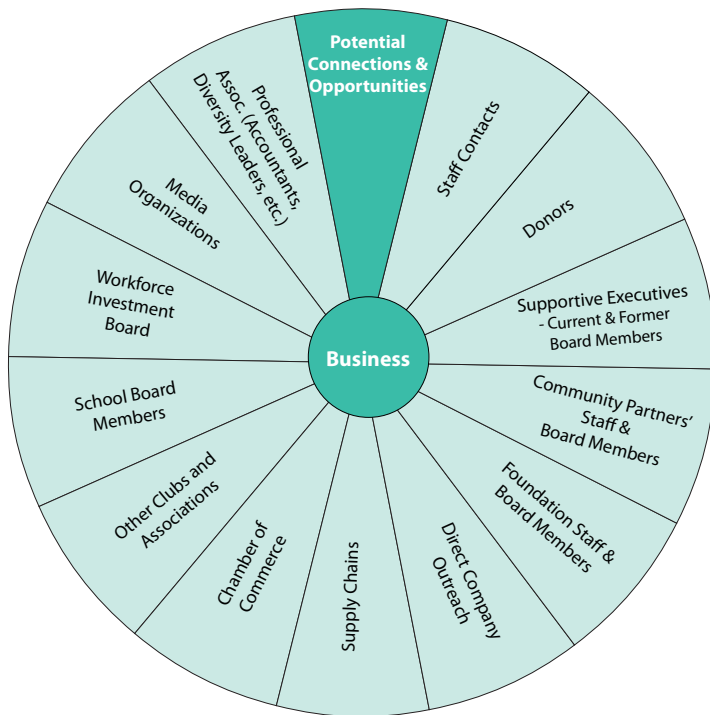 Potential
Connections &
Opportunities
Staff Contacts
Donors
Supportive Executives
- Current & Former
Board Members
Community Partners’
Staff &
Board Members
Foundation Staff &
Board Members
Direct Company
Outreach
Supply Chains
Chamber of
Commerce
Other Clubs and
Associations
School Board
Members
Workforce
Investment
Board
Media
Organizations
Professional
Assoc. (Accountants,
Diversity Leaders, etc.)
Business